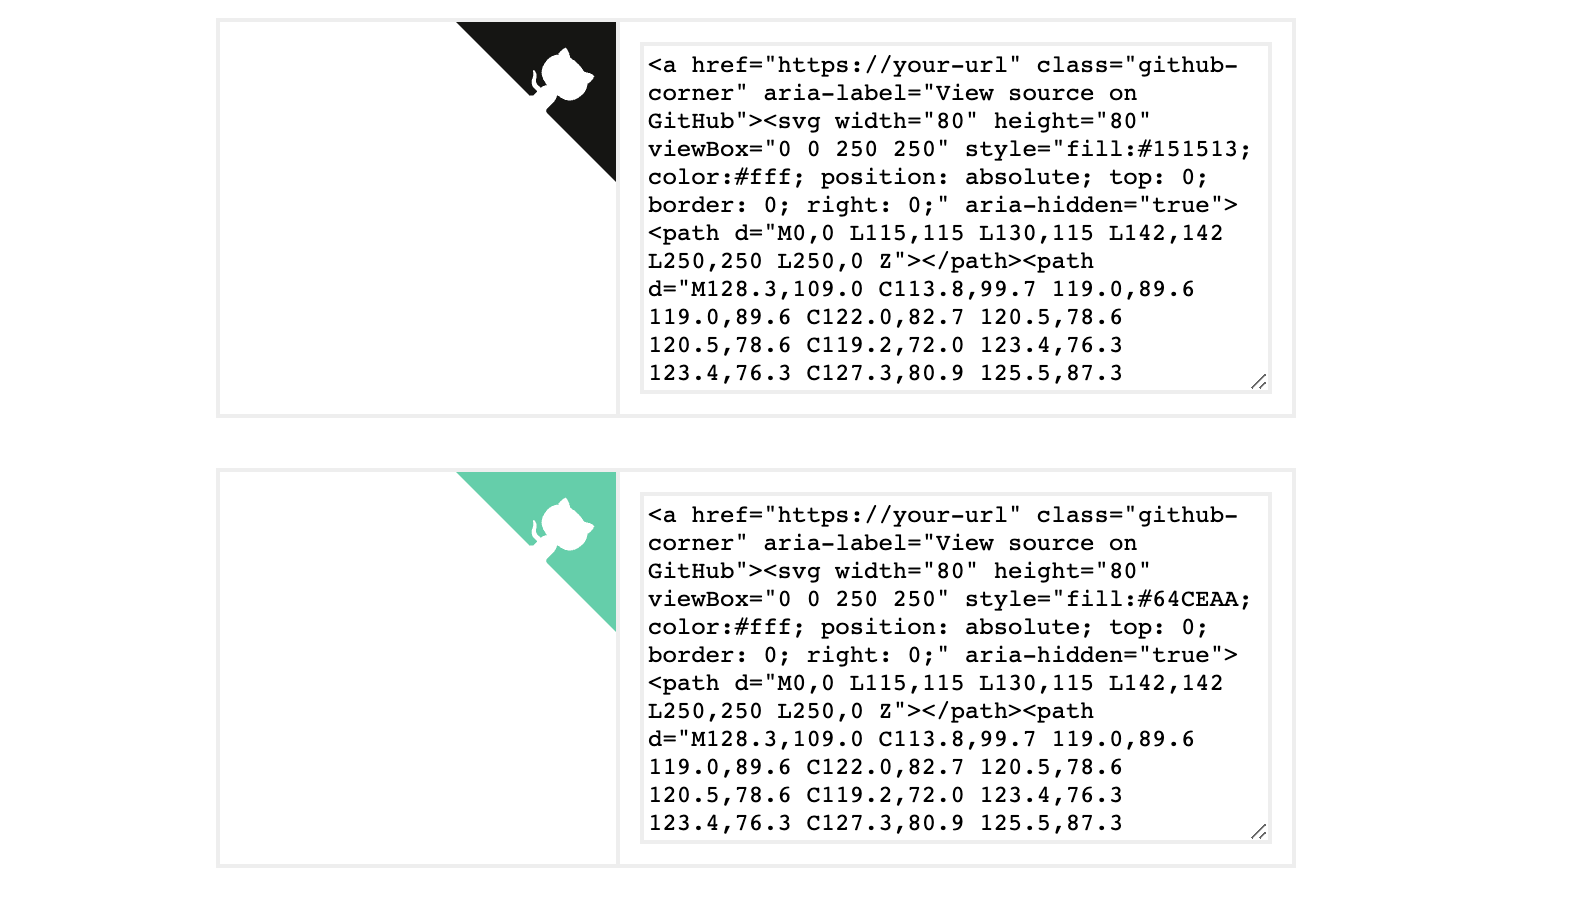 <a href="https://your-url" class="github-
corner" aria-label="View source on
GitHub"><svg width="80" height="80"
viewBox="0 0 250 250" style="fill:#151513;
color:#fff; position: absolute; top: 0;
border: 0; right: 0;" aria-hidden="true">
<path d="M0,0 L115,115 L130,115 L142,142
L250,250 L250,0 Z"></path><path
d="M128.3,109.0 C113.8,99.7 119.0,89.6
119.0,89.6 C122.0,82.7 120.5,78.6
120.5,78.6 C119.2,72.0 123.4,76.3
123.4,76.3 C127.3,80.9 125.5,87.3
<a href="https://your-url" class="github-
corner" aria-label="View source on
GitHub"><svg width="80" height="80"
viewBox="0 0 250 250" style="fill:#64CEAA;
color:#fff; position: absolute; top: 0;
border: 0; right: 0;" aria-hidden="true">
<path d="M0,0 L115,115 L130,115 L142,142
L250,250 L250,0 Z"></path><path
d="M128.3,109.0 C113.8,99.7 119.0,89.6
119.0,89.6 C122.0,82.7 120.5,78.6
120.5,78.6 C119.2,72.0 123.4,76.3
123.4,76.3 C127.3,80.9 125.5,87.3